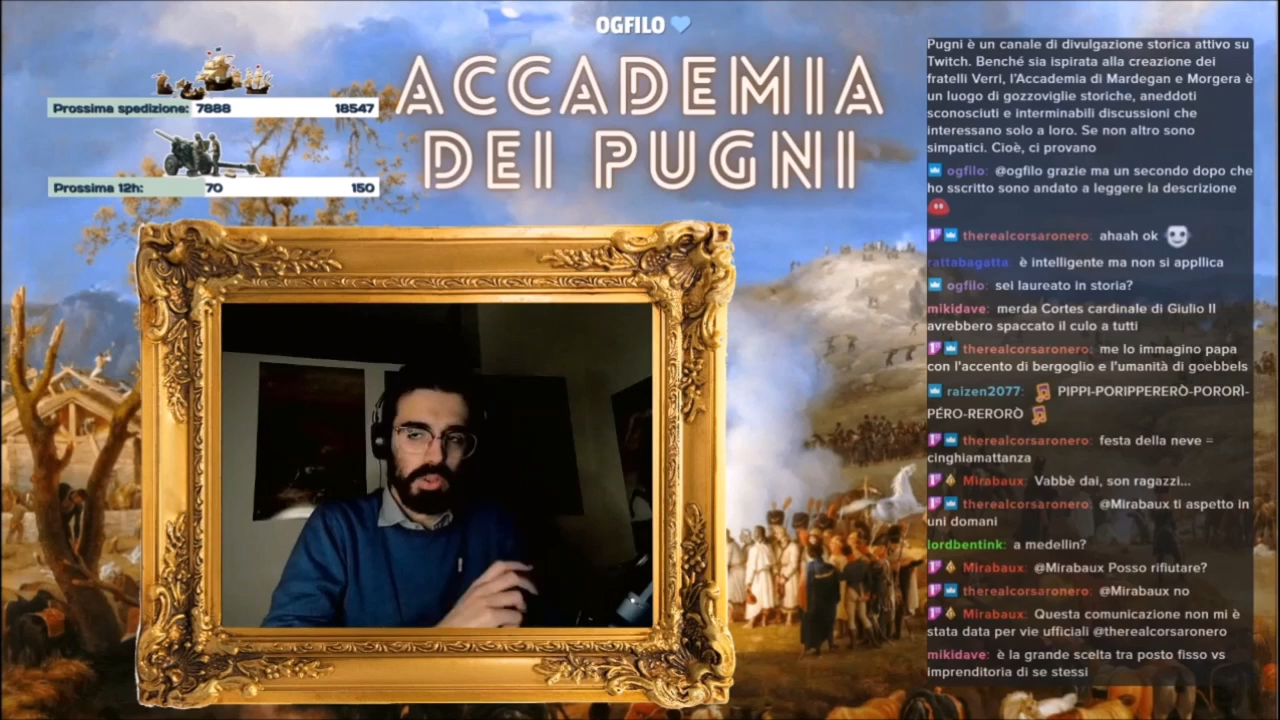 OGFILO
ACCADEMIA
DEI PUGNI
Prossima spedizione: 7888 18547
Prossima 12h: 70 150
Pugni è un canale di divulgazione storica attivo su
Twitch. Benché sia ispirata alla creazione dei
fratelli Verri, l'Accademia di Mardegan e Morgera è
un luogo di gozzoviglie storiche, aneddoti
sconosciuti e interminabili discussioni che
interessano solo a loro. Se non altro sono
simpatici. Cioè, ci provano
ogfilo: @ogfilo grazie ma un secondo dopo che
ho sscritto sono andato a leggere la descrizione
therealcorsaronero: ahaah ok
rattabagatta: è intelligente ma non si appllica
ogfilo: sei laureato in storia?
mikidave: merda Cortes cardinale di Giulio II
avrebbero spaccato il culo a tutti
therealcorsaronero: me lo immagino papa
con l'accento di bergoglio e l'umanità di goebbels
raizen2077: PIPPI-PORIPPERERÒ-PORORÌ-
PÉRO-RERORÒ
therealcorsaronero: festa della neve =
cinghiamattanza
Mirabaux: Vabbè dai, son ragazzi...
therealcorsaronero: @Mirabaux ti aspetto in
uni domani
lordbentink: a medellin?
Mirabaux: @Mirabaux Posso rifiutare?
therealcorsaronero: @Mirabaux no
Mirabaux: Questa comunicazione non mi è
stata data per vie ufficiali @therealcorsaronero
mikidave: è la grande scelta tra posto fisso vs
imprenditoria di se stessi